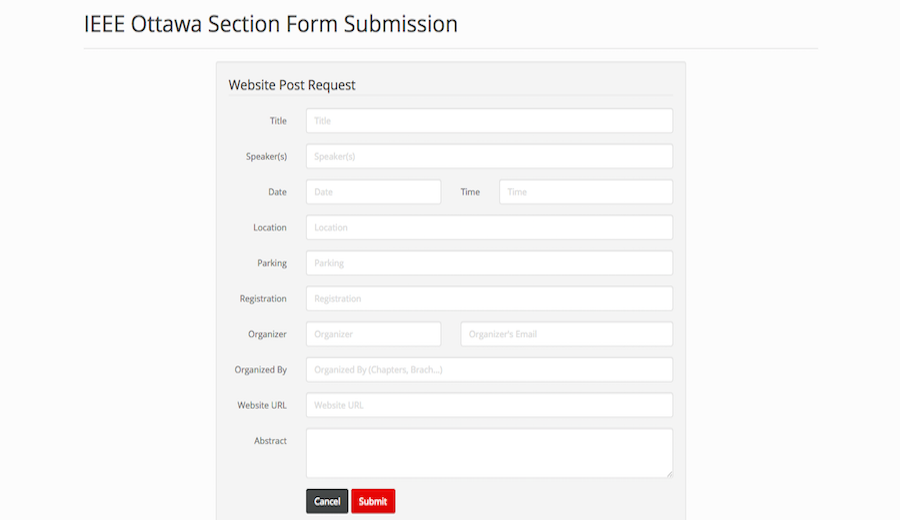 IEEE Ottawa Section Form Submission
Website Post Request
Title Title
Speaker(s) Speaker(s)
Date Date Time Time
Location Location
Parking Parking
Registration Registration
Organizer Organizer Organizer's Email
Organized By Organized By (Chapters, Brach...)
Website URL Website URL
Abstract
Cancel Submit